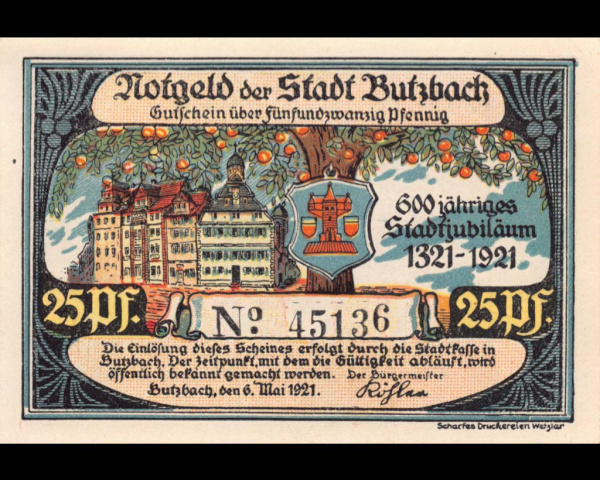 Notgeld der Stadt Butzbach
Gutschein über Fünfundzwanzig Pfennig
600 jähriges
Stadtjubiläum
1321-1921
25 Pf.
No. 45136
25 Pf.
Die Einlösung dieses Scheines erfolgt durch die Stadtkasse in
Butzbach. Der Zeitpunkt, mit dem die Gültigkeit abläuft, wird
öffentlich bekannt gemacht werden. Der Bürgermeister
Butzbach, den 6. Mai 1921.
Scharfes Druckereien Wetzlar